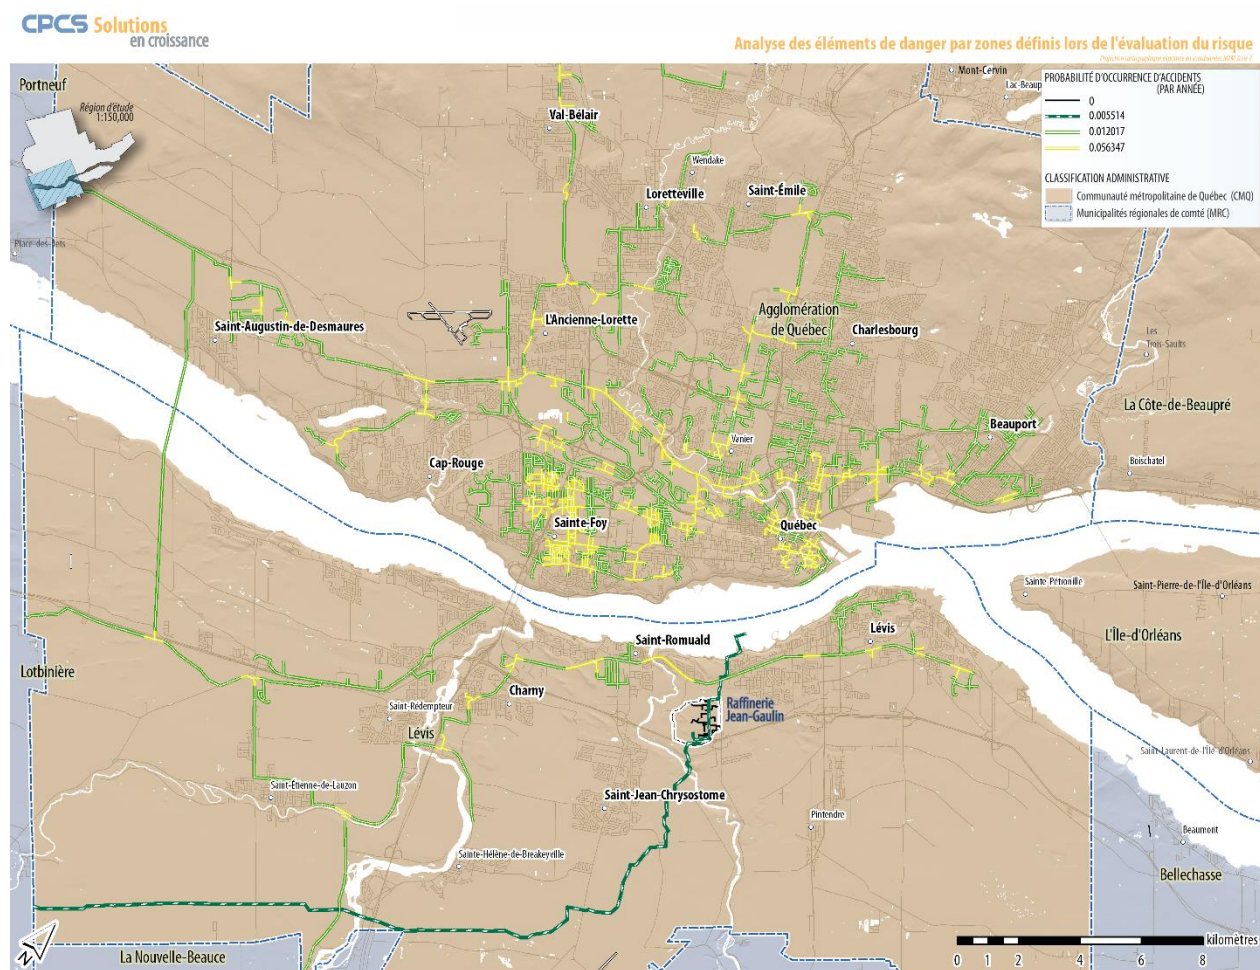 CPCS Solutions
en croissance
Analyse des éléments de danger par zones définis lors de l'évaluation du risque
Portneuf
Région d'étude
1:150,000
Mont-Cervin
Lac-Beaup
PROBABILITÉ D'OCCURRENCE D'ACCIDENTS
(PAR ANNÉE)
0
0.005514
0.012017
0.056347
CLASSIFICATION ADMINISTRATIVE
Communauté métropolitaine de Québec (CMQ)
Municipalités régionales de comté (MRC)
Val-Bélair
Wendake
Loretteville
Saint-Émile
Place-des-Îlets
Saint-Augustin-de-Desmaures
L'Ancienne-Lorette
Agglomération
de Québec
Charlesbourg
Les
Trois-Saults
La Côte-de-Beaupré
Beauport
Vanier
Boischatel
Cap-Rouge
Sainte-Foy
Québec
Sainte-Pétronille
Saint-Pierre-de-l'Île-d'Orléans
L'Île-d'Orléans
Saint-Romuald
Lévis
Lotbinière
Charny
Raffinerie
Jean-Gaulin
Saint-Rédempteur
Lévis
Saint-Laurent-de-l'Île-d'Orléans
Saint-Étienne-de-Lauzon
Saint-Jean-Chrysostome
Pintendre
Beaumont
Sainte-Hélène-de-Breakeyville
Bellechasse
N
La Nouvelle-Beauce
kilomètres
0 1 2 4 6 8